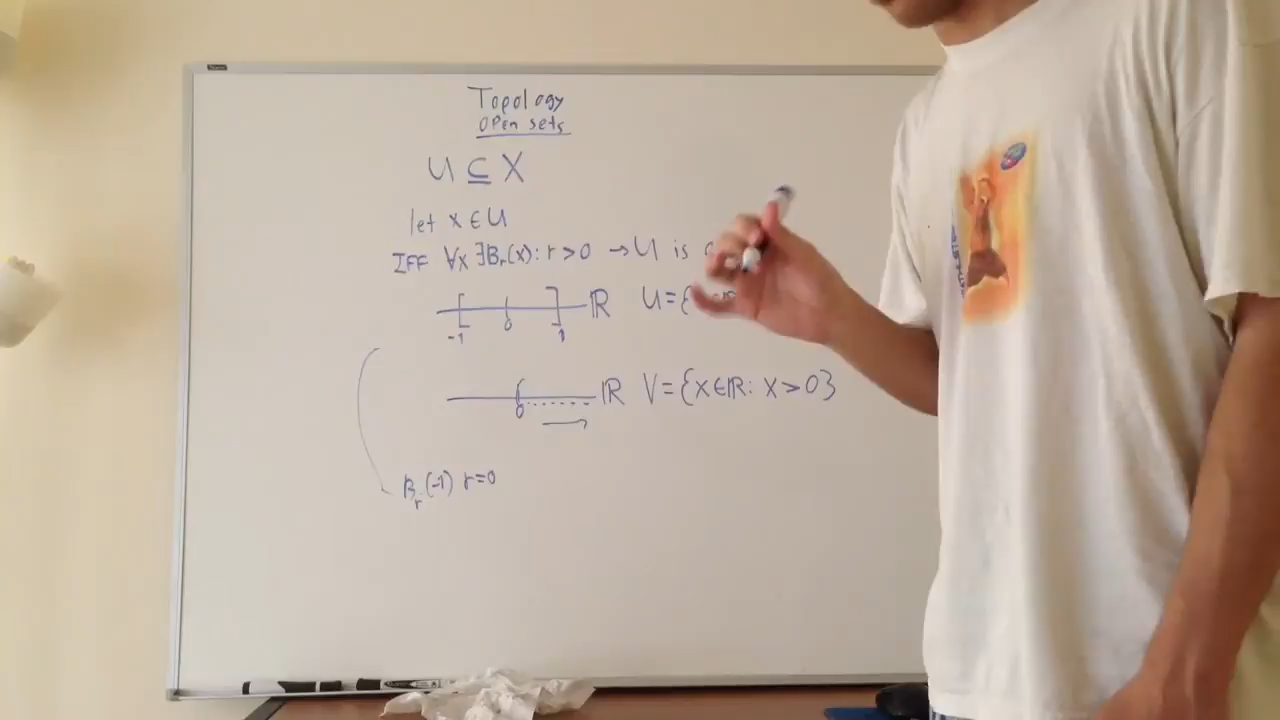 Topology
Open sets
U ⊆ X
let x ∈ U
IFF ∀x ∃B_r(x): r > 0 → U is
-1 0 1 ℝ U = {
0 ℝ V = {x ∈ ℝ: x > 0}
B_r(-1) r = 0